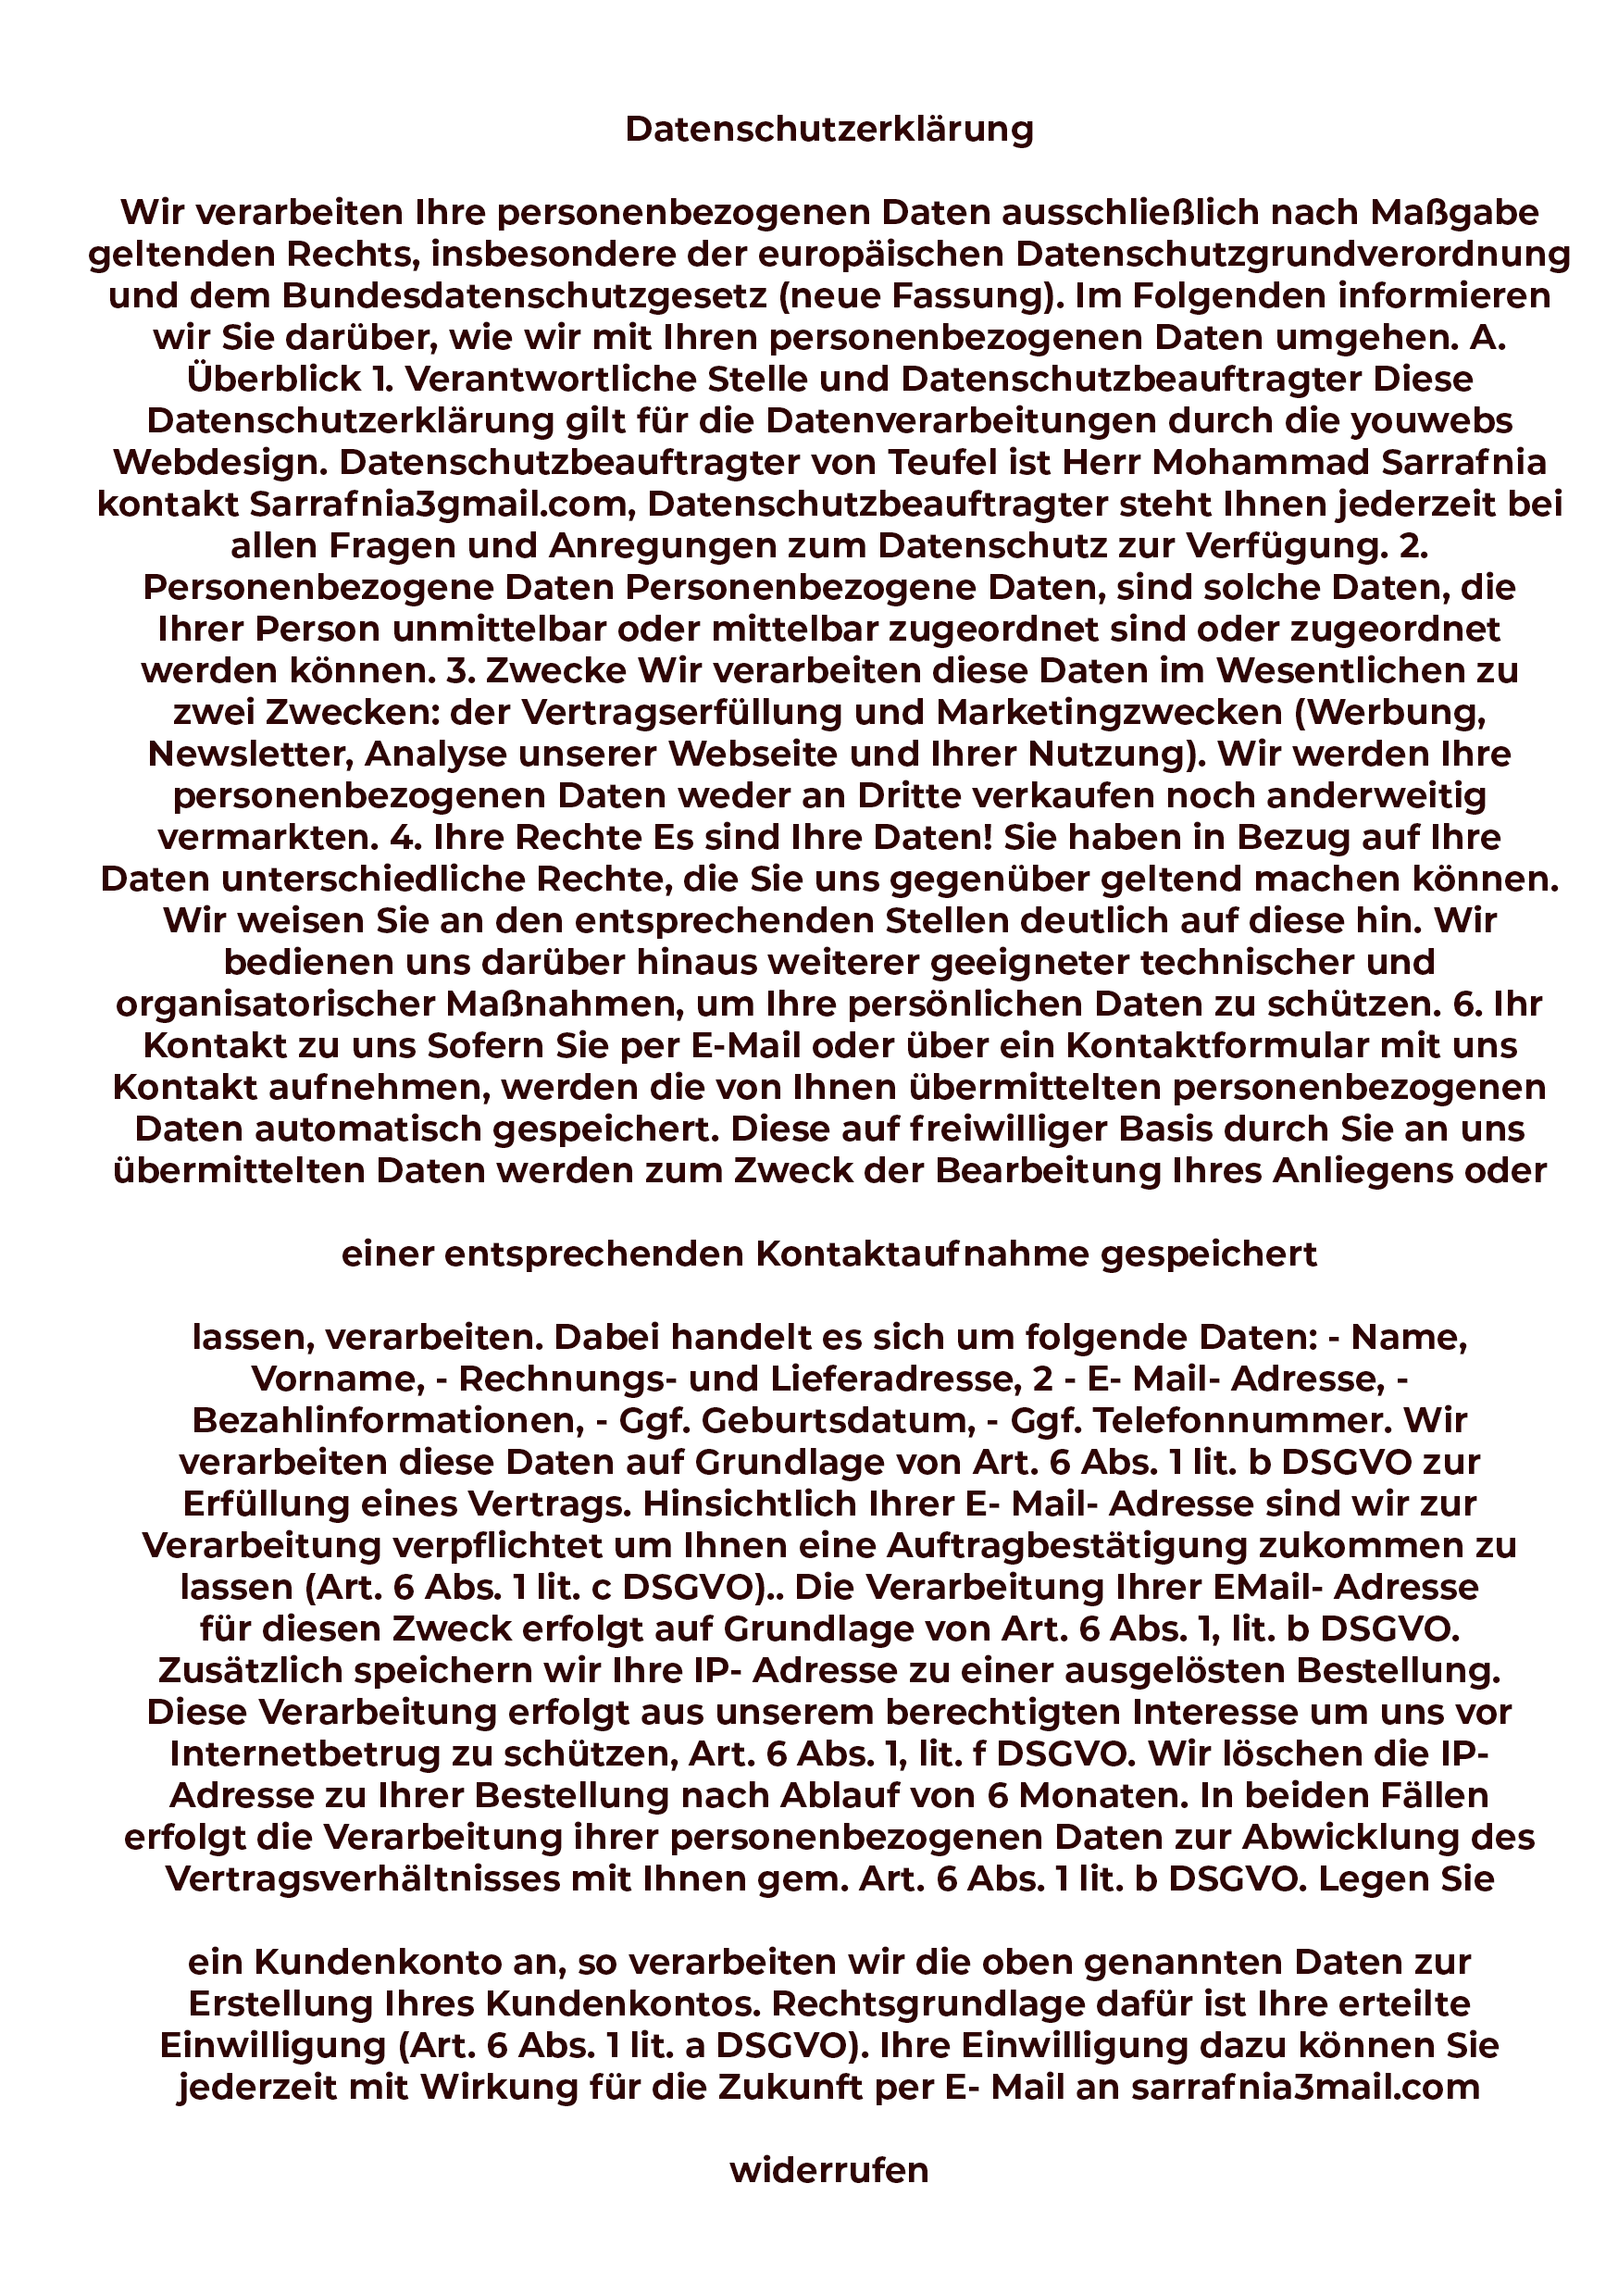 Datenschutzerklärung
Wir verarbeiten Ihre personenbezogenen Daten ausschließlich nach Maßgabe
geltenden Rechts, insbesondere der europäischen Datenschutzgrundverordnung
und dem Bundesdatenschutzgesetz (neue Fassung). Im Folgenden informieren
wir Sie darüber, wie wir mit Ihren personenbezogenen Daten umgehen. A.
Überblick 1. Verantwortliche Stelle und Datenschutzbeauftragter Diese
Datenschutzerklärung gilt für die Datenverarbeitungen durch die youwebs
Webdesign. Datenschutzbeauftragter von Teufel ist Herr Mohammad Sarrafnia
kontakt Sarrafnia3gmail.com, Datenschutzbeauftragter steht Ihnen jederzeit bei
allen Fragen und Anregungen zum Datenschutz zur Verfügung. 2.
Personenbezogene Daten Personenbezogene Daten, sind solche Daten, die
Ihrer Person unmittelbar oder mittelbar zugeordnet sind oder zugeordnet
werden können. 3. Zwecke Wir verarbeiten diese Daten im Wesentlichen zu
zwei Zwecken: der Vertragserfüllung und Marketingzwecken (Werbung,
Newsletter, Analyse unserer Webseite und Ihrer Nutzung). Wir werden Ihre
personenbezogenen Daten weder an Dritte verkaufen noch anderweitig
vermarkten. 4. Ihre Rechte Es sind Ihre Daten! Sie haben in Bezug auf Ihre
Daten unterschiedliche Rechte, die Sie uns gegenüber geltend machen können.
Wir weisen Sie an den entsprechenden Stellen deutlich auf diese hin. Wir
bedienen uns darüber hinaus weiterer geeigneter technischer und
organisatorischer Maßnahmen, um Ihre persönlichen Daten zu schützen. 6. Ihr
Kontakt zu uns Sofern Sie per E-Mail oder über ein Kontaktformular mit uns
Kontakt aufnehmen, werden die von Ihnen übermittelten personenbezogenen
Daten automatisch gespeichert. Diese auf freiwilliger Basis durch Sie an uns
übermittelten Daten werden zum Zweck der Bearbeitung Ihres Anliegens oder
einer entsprechenden Kontaktaufnahme gespeichert
lassen, verarbeiten. Dabei handelt es sich um folgende Daten: - Name,
Vorname, - Rechnungs- und Lieferadresse, 2 - E- Mail- Adresse, -
Bezahlinformationen, - Ggf. Geburtsdatum, - Ggf. Telefonnummer. Wir
verarbeiten diese Daten auf Grundlage von Art. 6 Abs. 1 lit. b DSGVO zur
Erfüllung eines Vertrags. Hinsichtlich Ihrer E- Mail- Adresse sind wir zur
Verarbeitung verpflichtet um Ihnen eine Auftragbestätigung zukommen zu
lassen (Art. 6 Abs. 1 lit. c DSGVO).. Die Verarbeitung Ihrer EMail- Adresse
für diesen Zweck erfolgt auf Grundlage von Art. 6 Abs. 1, lit. b DSGVO.
Zusätzlich speichern wir Ihre IP- Adresse zu einer ausgelösten Bestellung.
Diese Verarbeitung erfolgt aus unserem berechtigten Interesse um uns vor
Internetbetrug zu schützen, Art. 6 Abs. 1, lit. f DSGVO. Wir löschen die IP-
Adresse zu Ihrer Bestellung nach Ablauf von 6 Monaten. In beiden Fällen
erfolgt die Verarbeitung ihrer personenbezogenen Daten zur Abwicklung des
Vertragsverhältnisses mit Ihnen gem. Art. 6 Abs. 1 lit. b DSGVO. Legen Sie
ein Kundenkonto an, so verarbeiten wir die oben genannten Daten zur
Erstellung Ihres Kundenkontos. Rechtsgrundlage dafür ist Ihre erteilte
Einwilligung (Art. 6 Abs. 1 lit. a DSGVO). Ihre Einwilligung dazu können Sie
jederzeit mit Wirkung für die Zukunft per E- Mail an sarrafnia3mail.com
widerrufen